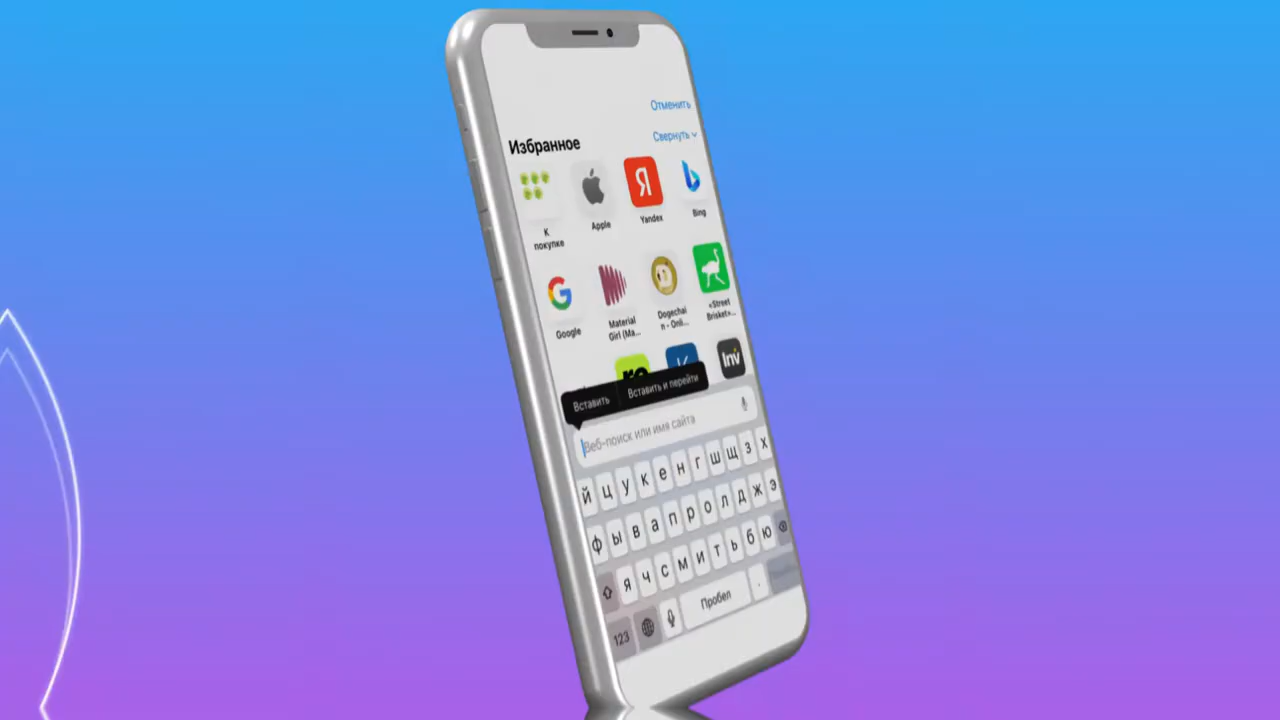 Отменить
Избранное
Свернуть
Я
К покупке
Apple
Yandex
Bing
Google
Material Girl (Ma...
Dogechai n - Onli...
«Street Brisket»...
Inv
Вставить
Вставить и перейти
Веб-поиск или имя сайта
й ц у к е н г ш щ з х
ф ы в а п р о л д ж э
я ч с м и т ь б ю
123
Пробел
.